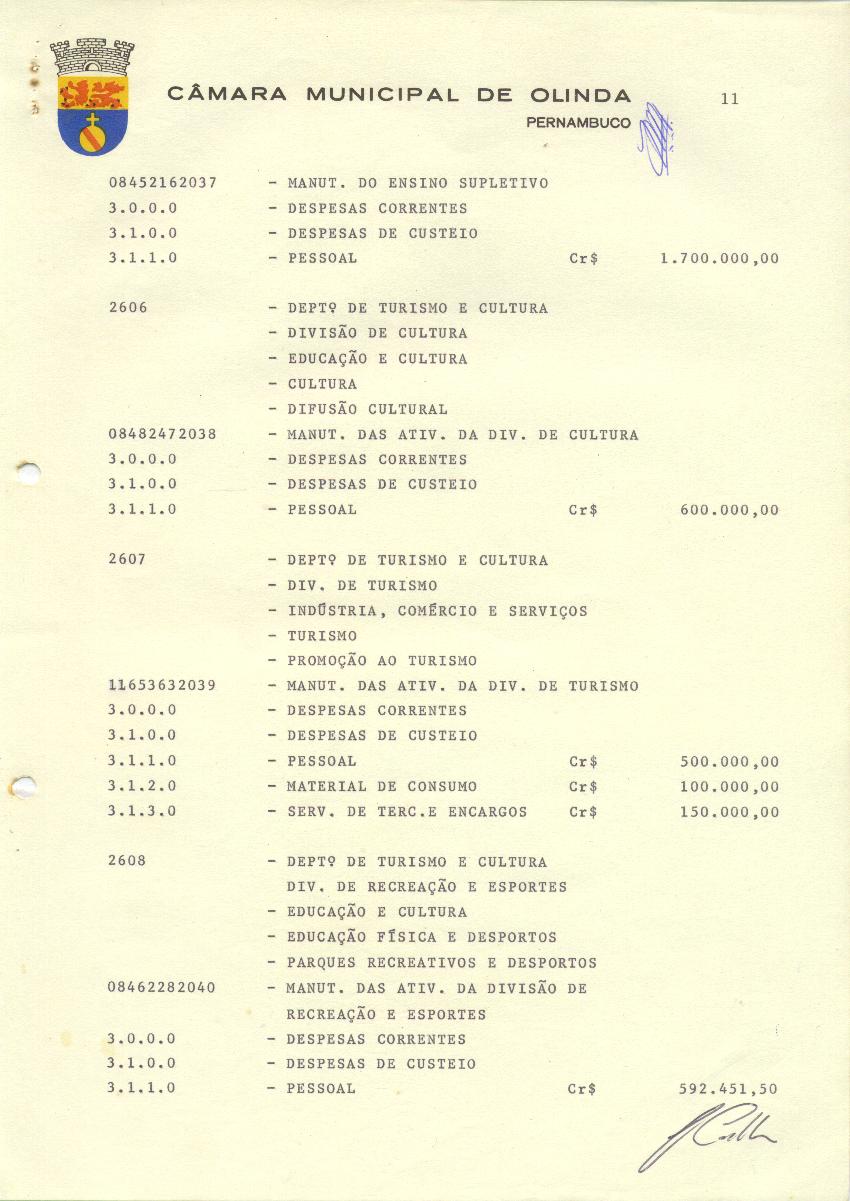 CÂMARA MUNICIPAL DE OLINDA 11
PERNAMBUCO
08452162037 - MANUT. DO ENSINO SUPLETIVO
3.0.0.0 - DESPESAS CORRENTES
3.1.0.0 - DESPESAS DE CUSTEIO
3.1.1.0 - PESSOAL Cr$ 1.700.000,00
2606 - DEPTº DE TURISMO E CULTURA
- DIVISÃO DE CULTURA
- EDUCAÇÃO E CULTURA
- CULTURA
- DIFUSÃO CULTURAL
08482472038 - MANUT. DAS ATIV. DA DIV. DE CULTURA
3.0.0.0 - DESPESAS CORRENTES
3.1.0.0 - DESPESAS DE CUSTEIO
3.1.1.0 - PESSOAL Cr$ 600.000,00
2607 - DEPTº DE TURISMO E CULTURA
- DIV. DE TURISMO
- INDÚSTRIA, COMÉRCIO E SERVIÇOS
- TURISMO
- PROMOÇÃO AO TURISMO
11653632039 - MANUT. DAS ATIV. DA DIV. DE TURISMO
3.0.0.0 - DESPESAS CORRENTES
3.1.0.0 - DESPESAS DE CUSTEIO
3.1.1.0 - PESSOAL Cr$ 500.000,00
3.1.2.0 - MATERIAL DE CONSUMO Cr$ 100.000,00
3.1.3.0 - SERV. DE TERC.E ENCARGOS Cr$ 150.000,00
2608 - DEPTº DE TURISMO E CULTURA
DIV. DE RECREAÇÃO E ESPORTES
- EDUCAÇÃO E CULTURA
- EDUCAÇÃO FÍSICA E DESPORTOS
- PARQUES RECREATIVOS E DESPORTOS
08462282040 - MANUT. DAS ATIV. DA DIVISÃO DE
RECREAÇÃO E ESPORTES
3.0.0.0 - DESPESAS CORRENTES
3.1.0.0 - DESPESAS DE CUSTEIO
3.1.1.0 - PESSOAL Cr$ 592.451,50